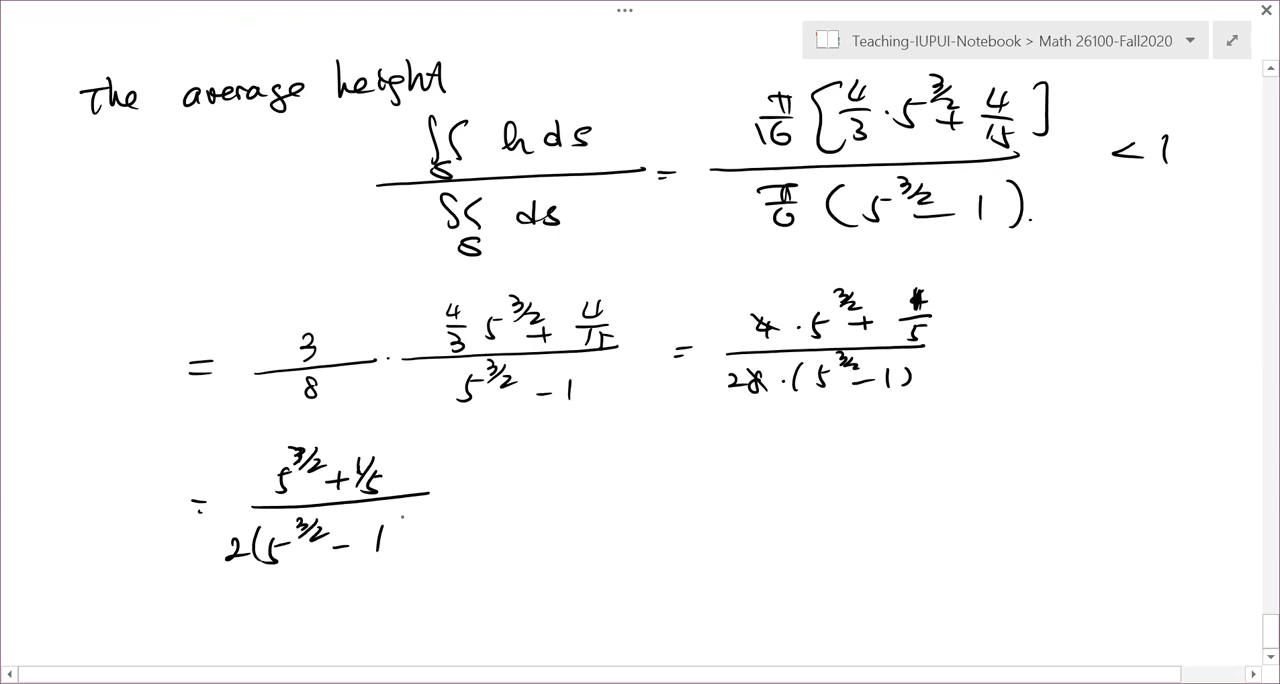 Teaching-IUPUI-Notebook > Math 26100-Fall2020
The average height
∬_S h ds / ∬_S ds = π/16 [4/3 · 5^(3/2) + 4/15] / π/6 (5^(3/2) − 1). < 1
= 3/8 · (4/3 5^(3/2) + 4/15) / (5^(3/2) − 1) = (4 · 5^(3/2) + 4/5) / (2 8 · (5^(3/2) − 1))
= (5^(3/2) + 1/5) / 2(5^(3/2) − 1